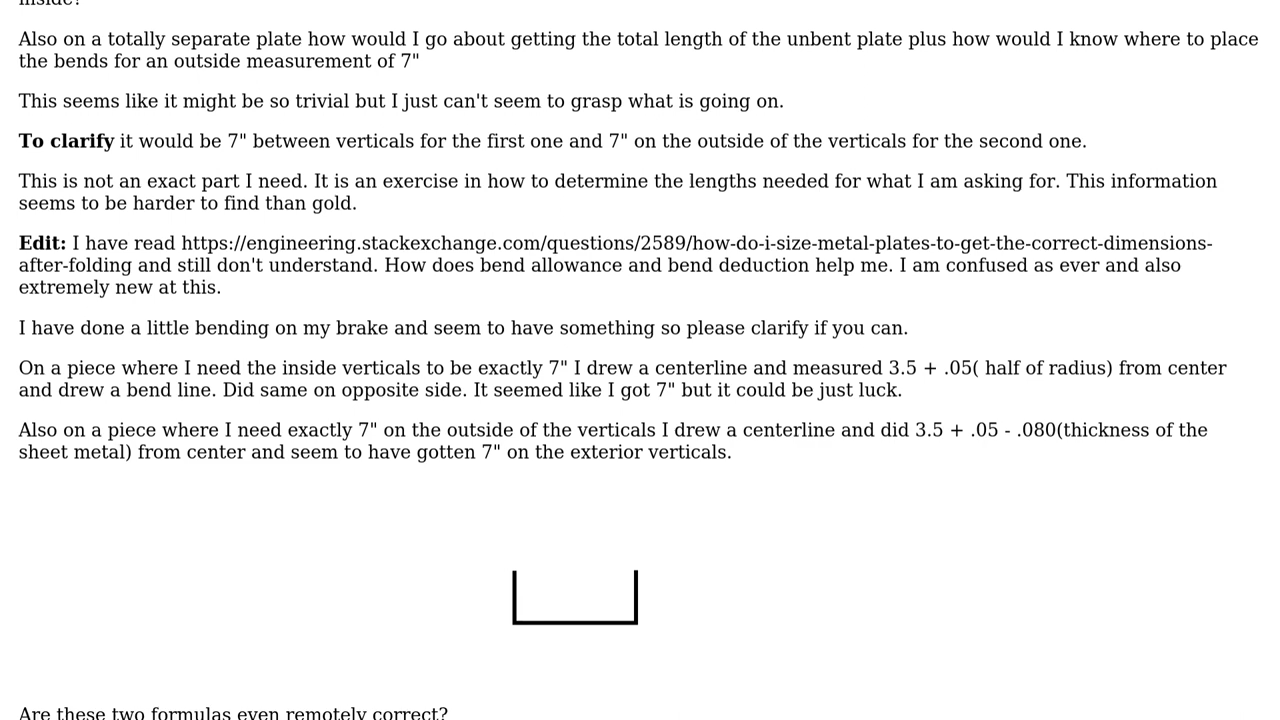 inside?
Also on a totally separate plate how would I go about getting the total length of the unbent plate plus how would I know where to place
the bends for an outside measurement of 7"
This seems like it might be so trivial but I just can't seem to grasp what is going on.
To clarify it would be 7" between verticals for the first one and 7" on the outside of the verticals for the second one.
This is not an exact part I need. It is an exercise in how to determine the lengths needed for what I am asking for. This information
seems to be harder to find than gold.
Edit: I have read https://engineering.stackexchange.com/questions/2589/how-do-i-size-metal-plates-to-get-the-correct-dimensions-
after-folding and still don't understand. How does bend allowance and bend deduction help me. I am confused as ever and also
extremely new at this.
I have done a little bending on my brake and seem to have something so please clarify if you can.
On a piece where I need the inside verticals to be exactly 7" I drew a centerline and measured 3.5 + .05( half of radius) from center
and drew a bend line. Did same on opposite side. It seemed like I got 7" but it could be just luck.
Also on a piece where I need exactly 7" on the outside of the verticals I drew a centerline and did 3.5 + .05 - .080(thickness of the
sheet metal) from center and seem to have gotten 7" on the exterior verticals.
Are these two formulas even remotely correct?